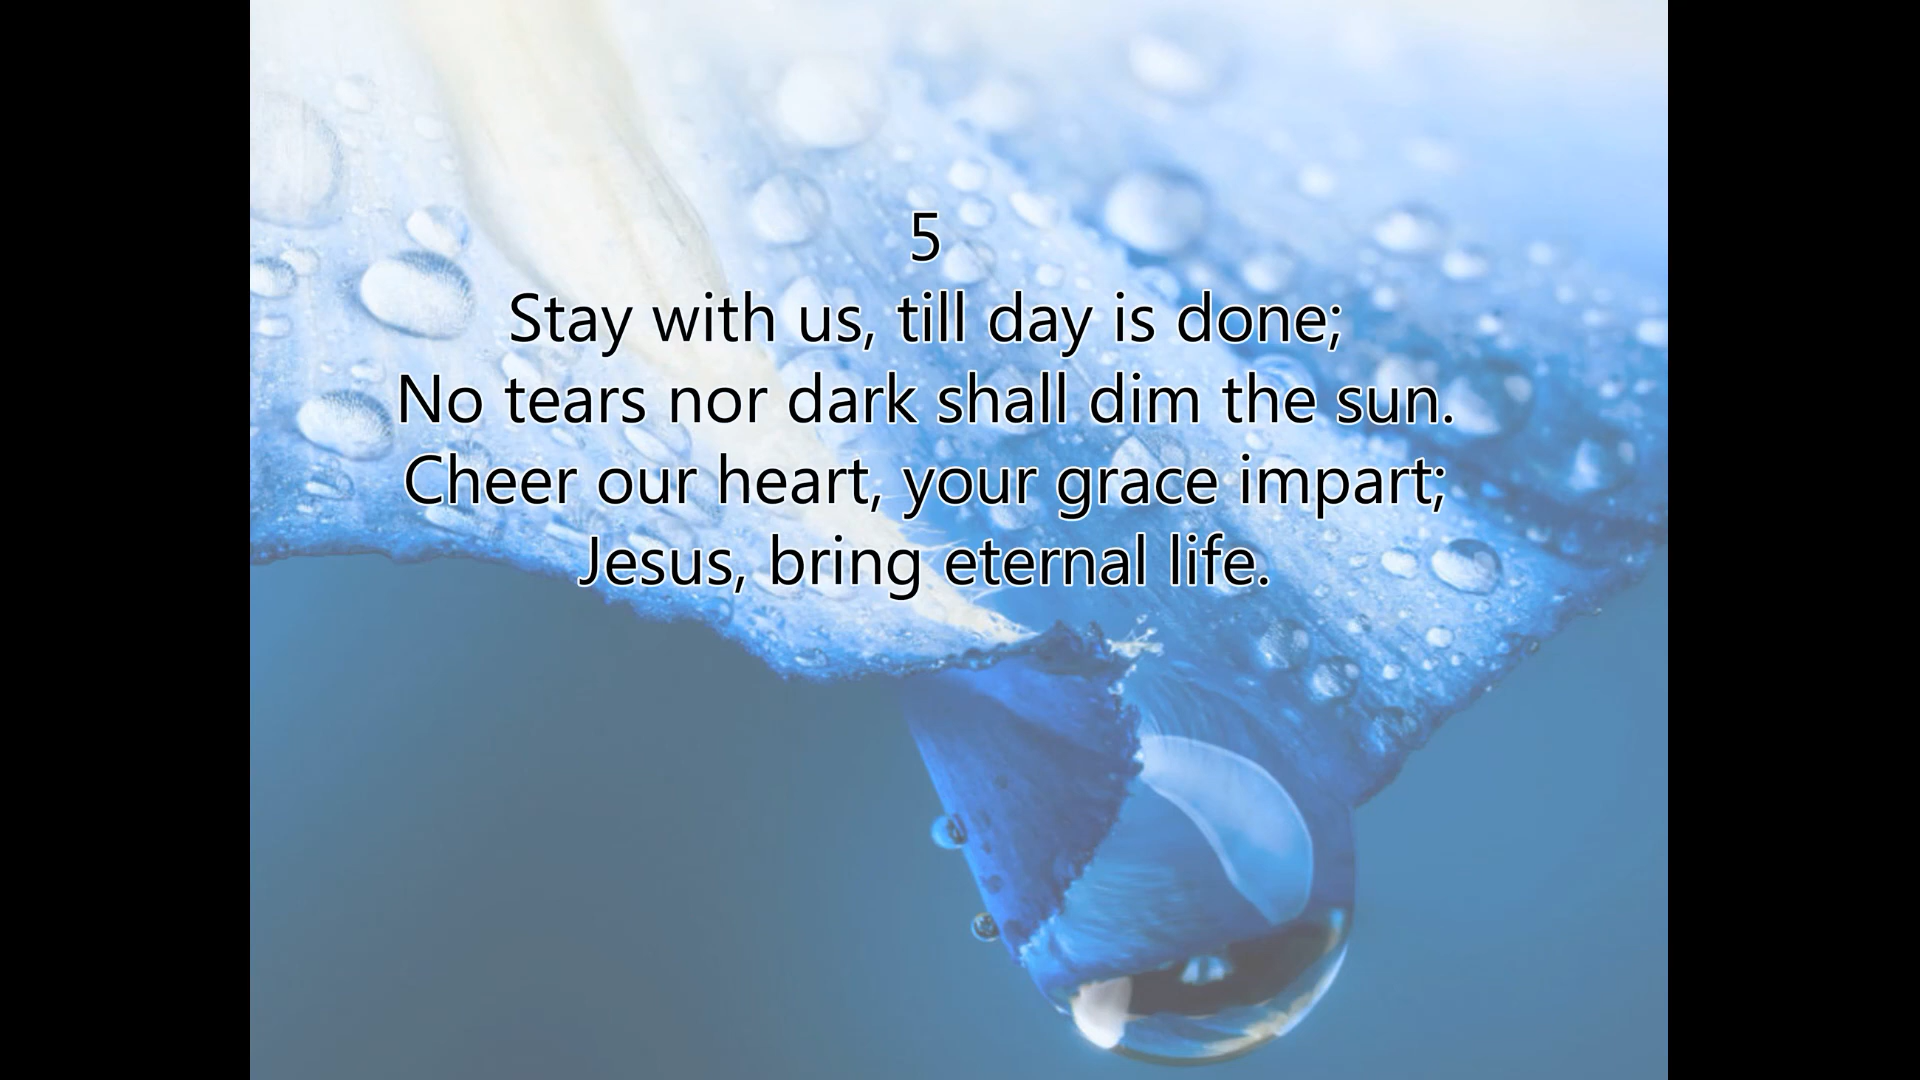 5
Stay with us, till day is done;
No tears nor dark shall dim the sun.
Cheer our heart, your grace impart;
Jesus, bring eternal life.